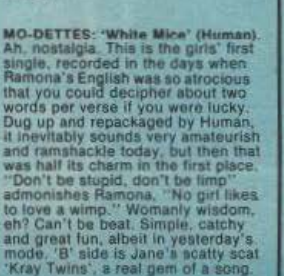 MO-DETTES: 'White Mice' (Human).
Ah, nostalgia. This is the girls' first
single, recorded in the days when
Ramona's English was so atrocious
that you could decipher about two
words per verse if you were lucky.
Dug up and repackaged by Human,
it inevitably sounds very amateurish
and ramshackle today, but then that
was half its charm in the first place.
"Don't be stupid, don't be limp"
admonishes Ramona, "No girl likes
to love a wimp." Womanly wisdom,
eh? Can't be beat. Simple, catchy
and great fun, albeit in yesterday's
mode. 'B' side is Jane's scatty scat
'Kray Twins', a real gem of a song.